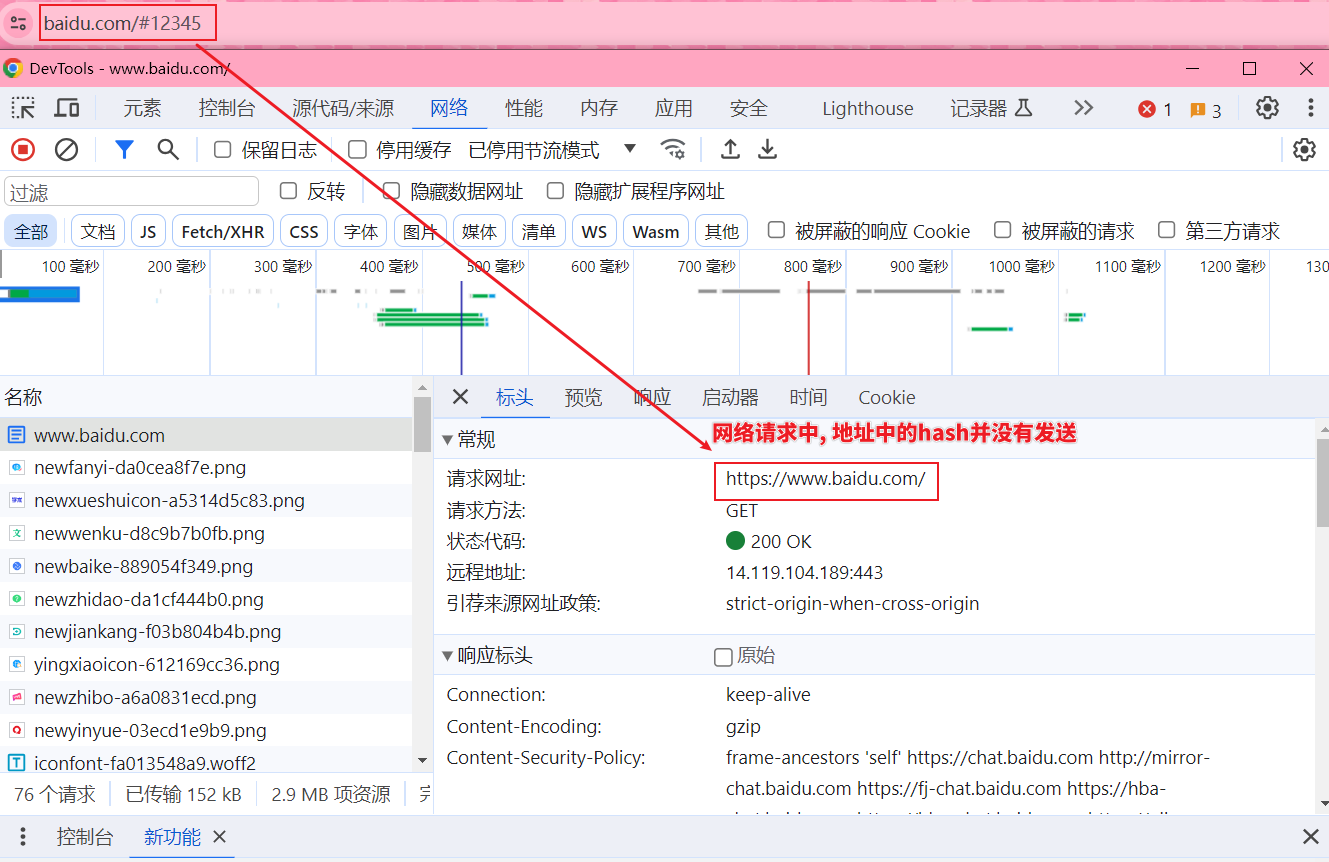 baidu.com/#12345
DevTools - www.baidu.com/
元素 控制台 源代码/来源 网络 性能 内存 应用 安全 Lighthouse 记录器 1 3
保留日志 停用缓存 已停用节流模式
过滤 反转 隐藏数据网址 隐藏扩展程序网址
全部 文档 JS Fetch/XHR CSS 字体 图片 媒体 清单 WS Wasm 其他 被屏蔽的响应 Cookie 被屏蔽的请求 第三方请求
100 毫秒 200 毫秒 300 毫秒 400 毫秒 500 毫秒 600 毫秒 700 毫秒 800 毫秒 900 毫秒 1000 毫秒 1100 毫秒 1200 毫秒 130
名称
www.baidu.com
newfanyi-da0cea8f7e.png
newxueshuicon-a5314d5c83.png
newwenku-d8c9b7b0fb.png
newbaike-889054f349.png
newzhidao-da1cf444b0.png
newjiankang-f03b804b4b.png
yingxiaoicon-612169cc36.png
newzhibo-a6a0831ecd.png
newyinyue-03ecd1e9b9.png
iconfont-fa013548a9.woff2
76 个请求 已传输 152 kB 2.9 MB 项资源
标头 预览 响应 启动器 时间 Cookie
网络请求中, 地址中的hash并没有发送
常规
请求网址: https://www.baidu.com/
请求方法: GET
状态代码: 200 OK
远程地址: 14.119.104.189:443
引荐来源网址政策: strict-origin-when-cross-origin
响应标头 原始
Connection: keep-alive
Content-Encoding: gzip
Content-Security-Policy: frame-ancestors 'self' https://chat.baidu.com http://mirror-
chat.baidu.com https://fj-chat.baidu.com https://hba-
控制台 新功能